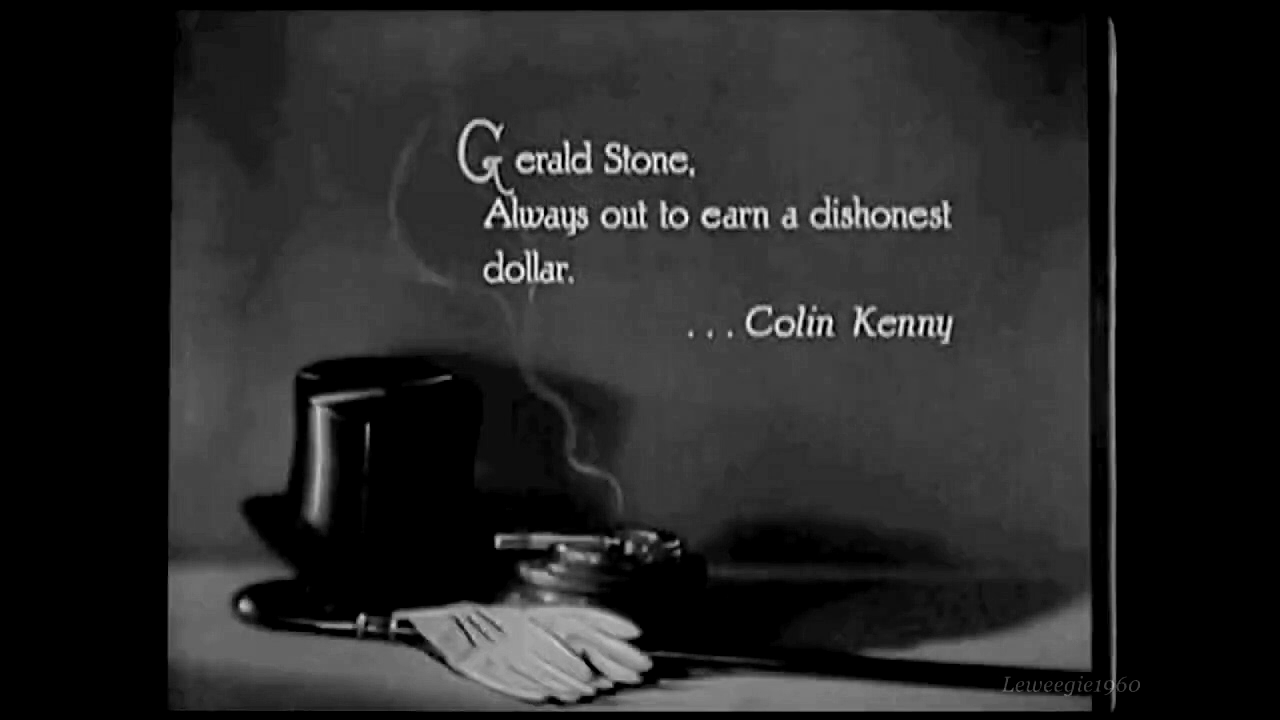 Gerald Stone,
Always out to earn a dishonest
dollar.
...Colin Kenny
Leweegie1960